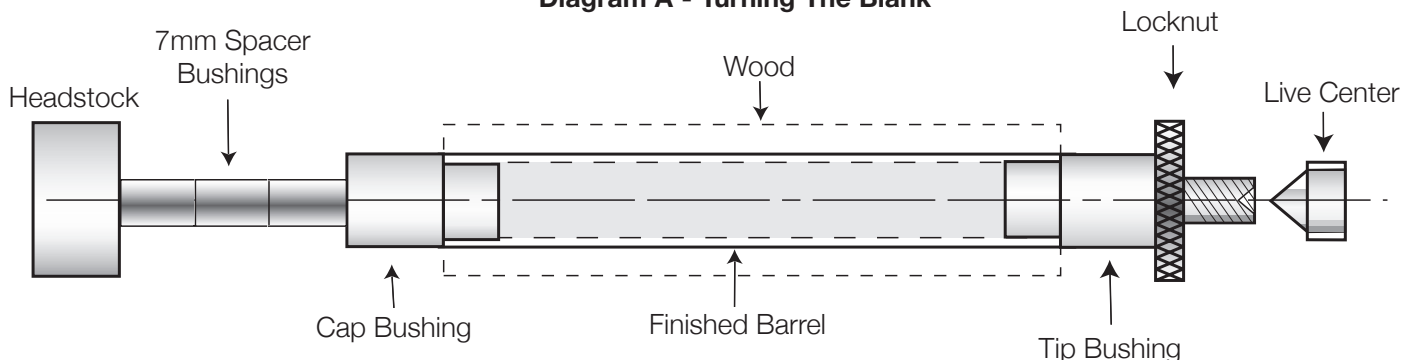 Diagram A - Turning The Blank
Locknut
7mm Spacer
Bushings
Wood
Headstock
Live Center
Cap Bushing
Finished Barrel
Tip Bushing